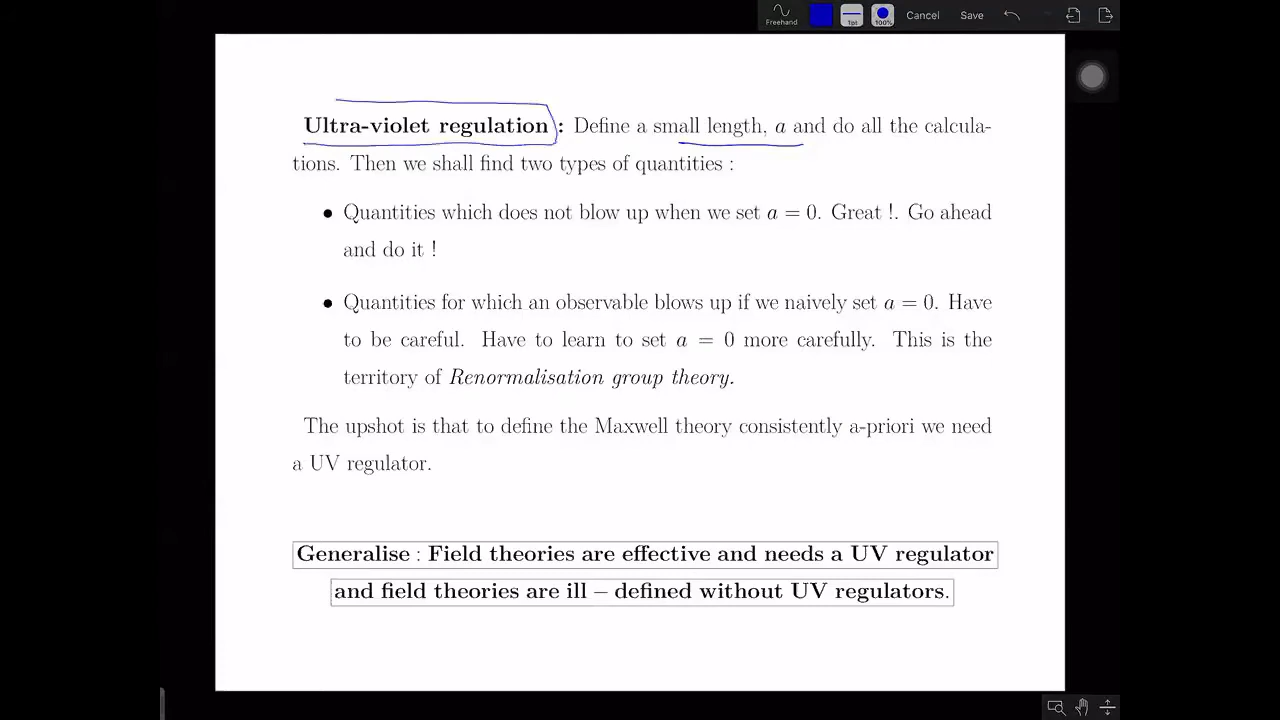 Freehand
1pt
100%
Cancel
Save
Ultra-violet regulation : Define a small length, a and do all the calcula-
tions. Then we shall find two types of quantities :
• Quantities which does not blow up when we set a = 0. Great !. Go ahead
and do it !
• Quantities for which an observable blows up if we naively set a = 0. Have
to be careful. Have to learn to set a = 0 more carefully. This is the
territory of Renormalisation group theory.
The upshot is that to define the Maxwell theory consistently a-priori we need
a UV regulator.
Generalise : Field theories are effective and needs a UV regulator
and field theories are ill – defined without UV regulators.